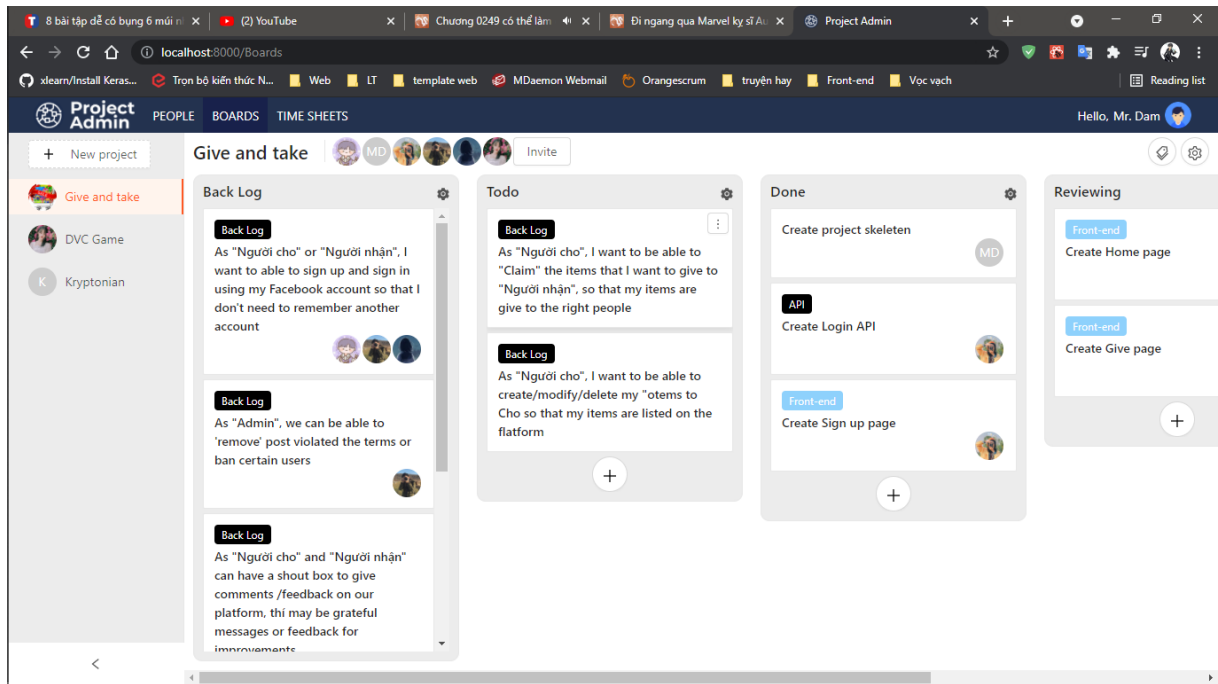 8 bài tập dễ có bụng 6 múi
(2) YouTube
Chương 0249 có thể làm
Đi ngang qua Marvel kỵ sĩ Au
Project Admin
localhost:8000/Boards
xlearn/Install Keras...
Trọn bộ kiến thức N...
Web
LT
template web
MDaemon Webmail
Orangescrum
truyện hay
Front-end
Vọc vạch
Reading list
Project
Admin
PEOPLE
BOARDS
TIME SHEETS
Hello, Mr. Dam
+ New project
Give and take
DVC Game
K Kryptonian
Give and take
MD
Invite
Back Log
Back Log
As "Người cho" or "Người nhận", I
want to able to sign up and sign in
using my Facebook account so that I
don't need to remember another
account
Back Log
As "Admin", we can be able to
'remove' post violated the terms or
ban certain users
Back Log
As "Người cho" and "Người nhận"
can have a shout box to give
comments /feedback on our
platform, thí may be grateful
messages or feedback for
improvements
Todo
Back Log
As "Người cho", I want to be able to
"Claim" the items that I want to give to
"Người nhận", so that my items are
give to the right people
Back Log
As "Người cho", I want to be able to
create/modify/delete my "otems to
Cho so that my items are listed on the
flatform
Done
Create project skeleten
MD
API
Create Login API
Front-end
Create Sign up page
Reviewing
Front-end
Create Home page
Front-end
Create Give page